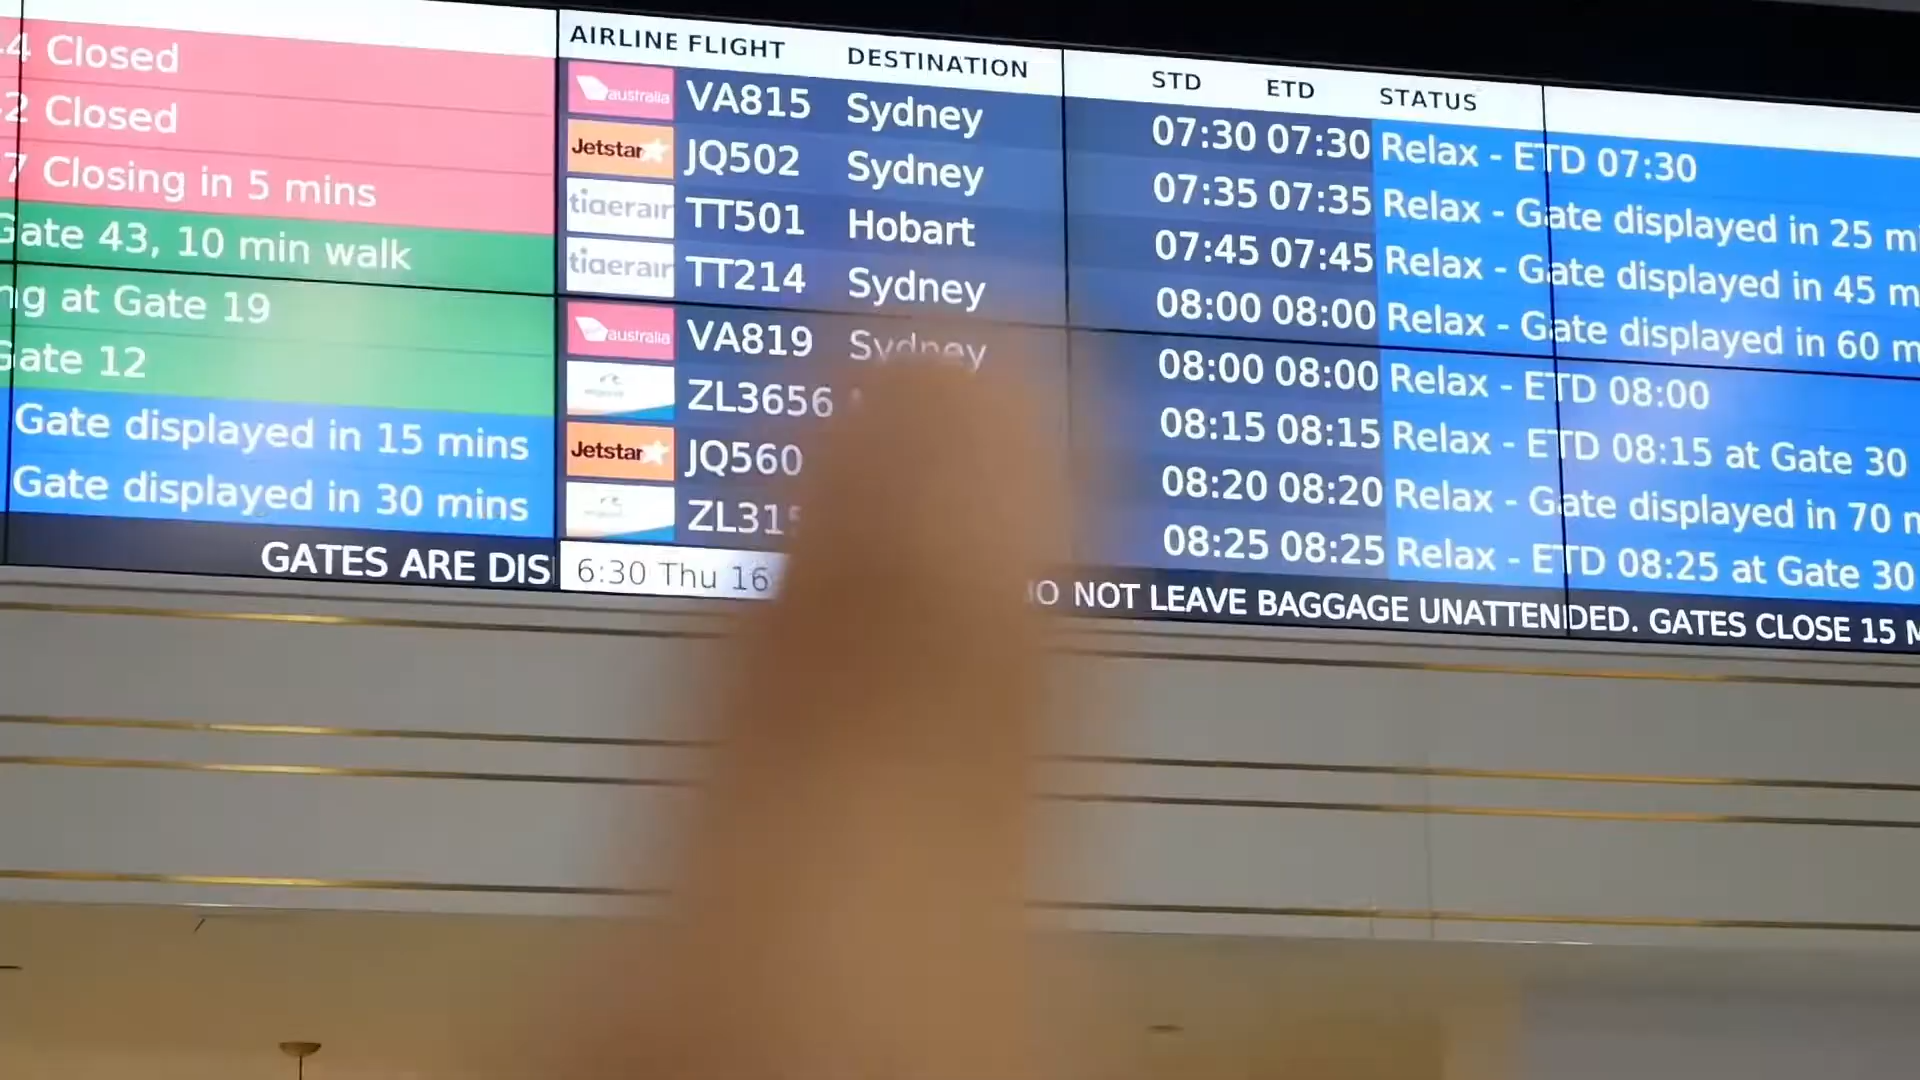 4 Closed
2 Closed
7 Closing in 5 mins
Gate 43, 10 min walk
ng at Gate 19
Gate 12
Gate displayed in 15 mins
Gate displayed in 30 mins
GATES ARE DIS
AIRLINE FLIGHT DESTINATION STD ETD STATUS
australia VA815 Sydney 07:30 07:30 Relax - ETD 07:30
Jetstar JQ502 Sydney 07:35 07:35 Relax - Gate displayed in 25 mi
tigerair TT501 Hobart 07:45 07:45 Relax - Gate displayed in 45 m
tigerair TT214 Sydney 08:00 08:00 Relax - Gate displayed in 60 m
australia VA819 Sydney 08:00 08:00 Relax - ETD 08:00
ZL3656 08:15 08:15 Relax - ETD 08:15 at Gate 30
Jetstar JQ560 08:20 08:20 Relax - Gate displayed in 70 m
ZL315 08:25 08:25 Relax - ETD 08:25 at Gate 30
6:30 Thu 16
O NOT LEAVE BAGGAGE UNATTENDED. GATES CLOSE 15 M